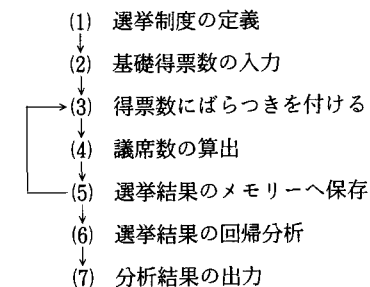 (1) 選挙制度の定義
(2) 基礎得票数の入力
(3) 得票数にばらつきを付ける
(4) 議席数の算出
(5) 選挙結果のメモリーへ保存
(6) 選挙結果の回帰分析
(7) 分析結果の出力